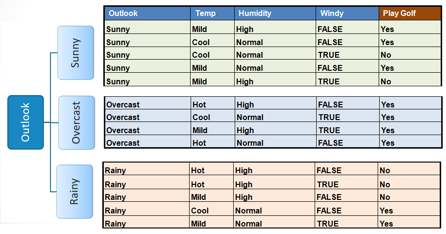 Outlook Temp Humidity Windy Play Golf
Sunny Mild High FALSE Yes
Sunny Cool Normal FALSE Yes
Sunny Cool Normal TRUE No
Sunny Mild Normal FALSE Yes
Sunny Mild High TRUE No
Sunny
Outlook
Overcast
Overcast Hot High FALSE Yes
Overcast Cool Normal TRUE Yes
Overcast Mild High TRUE Yes
Overcast Hot Normal FALSE Yes
Rainy
Rainy Hot High FALSE No
Rainy Hot High TRUE No
Rainy Mild High FALSE No
Rainy Cool Normal FALSE Yes
Rainy Mild Normal TRUE Yes